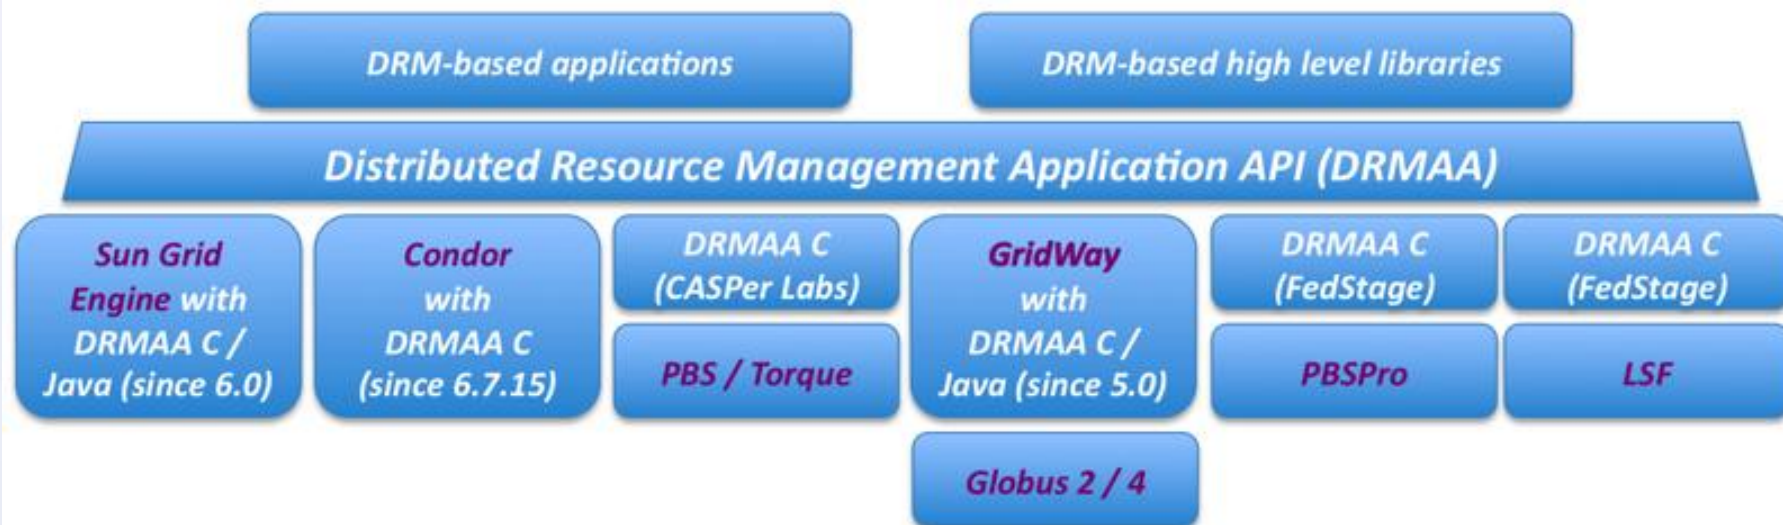 DRM-based applications
DRM-based high level libraries
Distributed Resource Management Application API (DRMAA)
Sun Grid
Engine with
DRMAA C /
Java (since 6.0)
Condor
with
DRMAA C
(since 6.7.15)
DRMAA C
(CASPer Labs)
PBS / Torque
GridWay
with
DRMAA C /
Java (since 5.0)
Globus 2 / 4
DRMAA C
(FedStage)
PBSPro
DRMAA C
(FedStage)
LSF